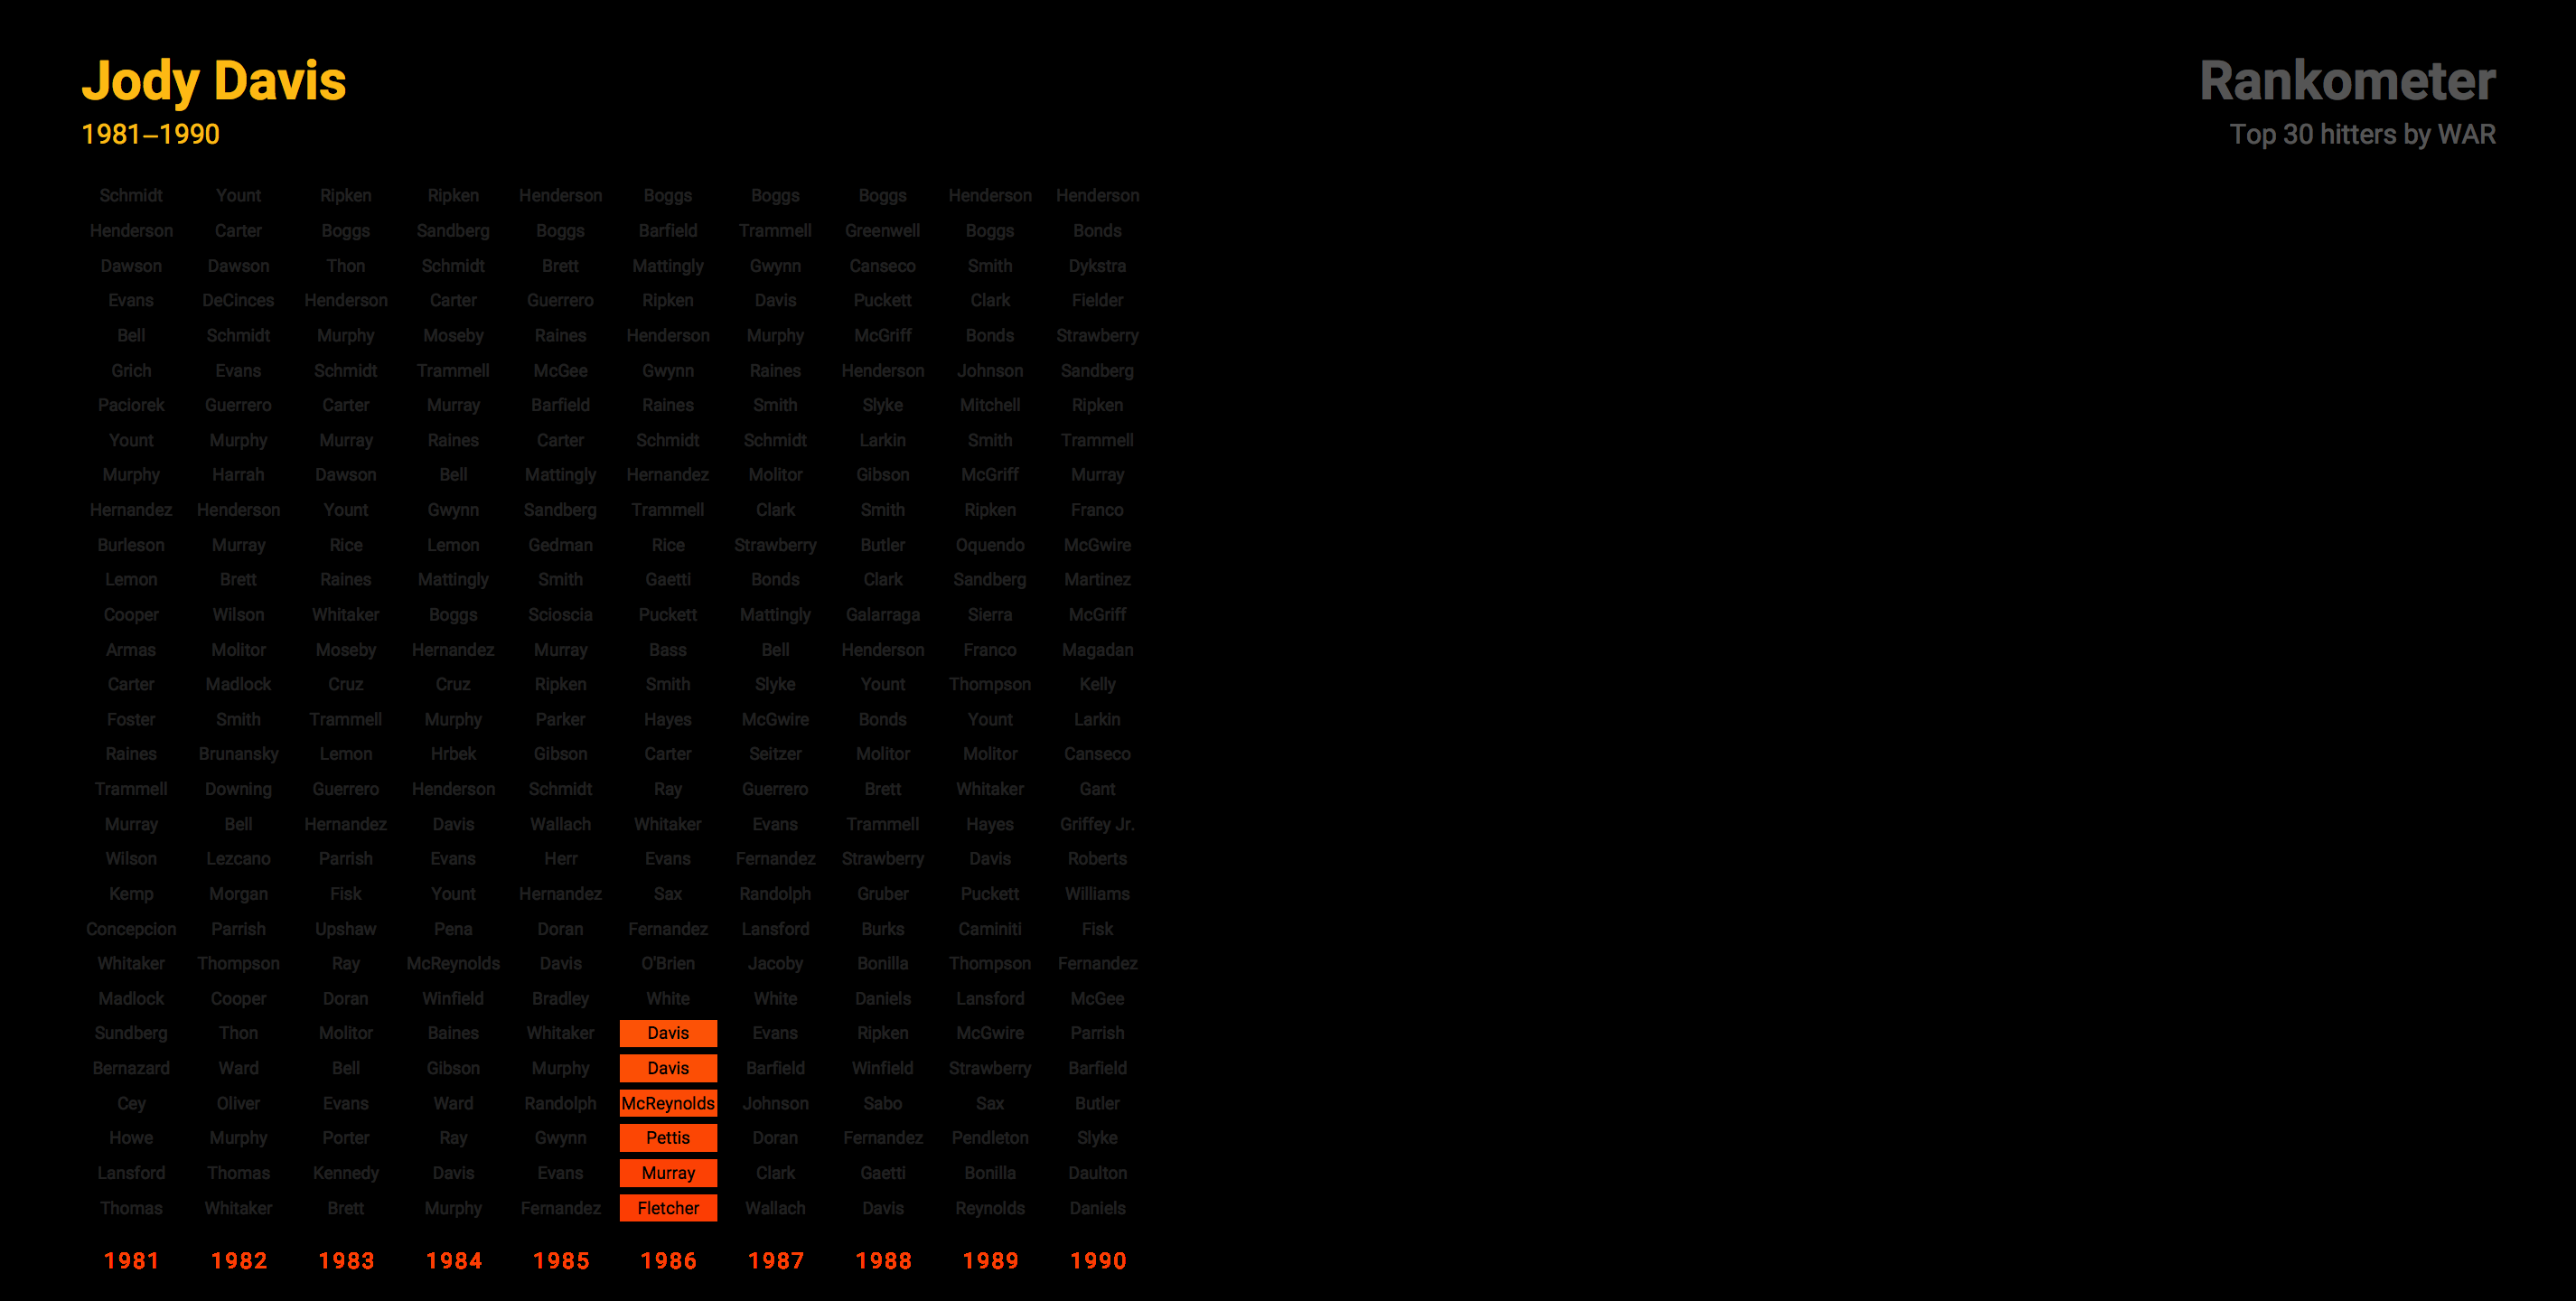 Jody Davis
1981–1990
Rankometer
Top 30 hitters by WAR
Schmidt Yount Ripken Ripken Henderson Boggs Boggs Boggs Henderson Henderson
Henderson Carter Boggs Sandberg Boggs Barfield Trammell Greenwell Boggs Bonds
Dawson Dawson Thon Schmidt Brett Mattingly Gwynn Canseco Smith Dykstra
Evans DeCinces Henderson Carter Guerrero Ripken Davis Puckett Clark Fielder
Bell Schmidt Murphy Moseby Raines Henderson Murphy McGriff Bonds Strawberry
Grich Evans Schmidt Trammell McGee Gwynn Raines Henderson Johnson Sandberg
Paciorek Guerrero Carter Murray Barfield Raines Smith Slyke Mitchell Ripken
Yount Murphy Murray Raines Carter Schmidt Schmidt Larkin Smith Trammell
Murphy Harrah Dawson Bell Mattingly Hernandez Molitor Gibson McGriff Murray
Hernandez Henderson Yount Gwynn Sandberg Trammell Clark Smith Ripken Franco
Burleson Murray Rice Lemon Gedman Rice Strawberry Butler Oquendo McGwire
Lemon Brett Raines Mattingly Smith Gaetti Bonds Clark Sandberg Martinez
Cooper Wilson Whitaker Boggs Scioscia Puckett Mattingly Galarraga Sierra McGriff
Armas Molitor Moseby Hernandez Murray Bass Bell Henderson Franco Magadan
Carter Madlock Cruz Cruz Ripken Smith Slyke Yount Thompson Kelly
Foster Smith Trammell Murphy Parker Hayes McGwire Bonds Yount Larkin
Raines Brunansky Lemon Hrbek Gibson Carter Seitzer Molitor Molitor Canseco
Trammell Downing Guerrero Henderson Schmidt Ray Guerrero Brett Whitaker Gant
Murray Bell Hernandez Davis Wallach Whitaker Evans Trammell Hayes Griffey Jr.
Wilson Lezcano Parrish Evans Herr Evans Fernandez Strawberry Davis Roberts
Kemp Morgan Fisk Yount Hernandez Sax Randolph Gruber Puckett Williams
Concepcion Parrish Upshaw Pena Doran Fernandez Lansford Burks Caminiti Fisk
Whitaker Thompson Ray McReynolds Davis O'Brien Jacoby Bonilla Thompson Fernandez
Madlock Cooper Doran Winfield Bradley White White Daniels Lansford McGee
Sundberg Thon Molitor Baines Whitaker Davis Evans Ripken McGwire Parrish
Bernazard Ward Bell Gibson Murphy Davis Barfield Winfield Strawberry Barfield
Cey Oliver Evans Ward Randolph McReynolds Johnson Sabo Sax Butler
Howe Murphy Porter Ray Gwynn Pettis Doran Fernandez Pendleton Slyke
Lansford Thomas Kennedy Davis Evans Murray Clark Gaetti Bonilla Daulton
Thomas Whitaker Brett Murphy Fernandez Fletcher Wallach Davis Reynolds Daniels
1981 1982 1983 1984 1985 1986 1987 1988 1989 1990